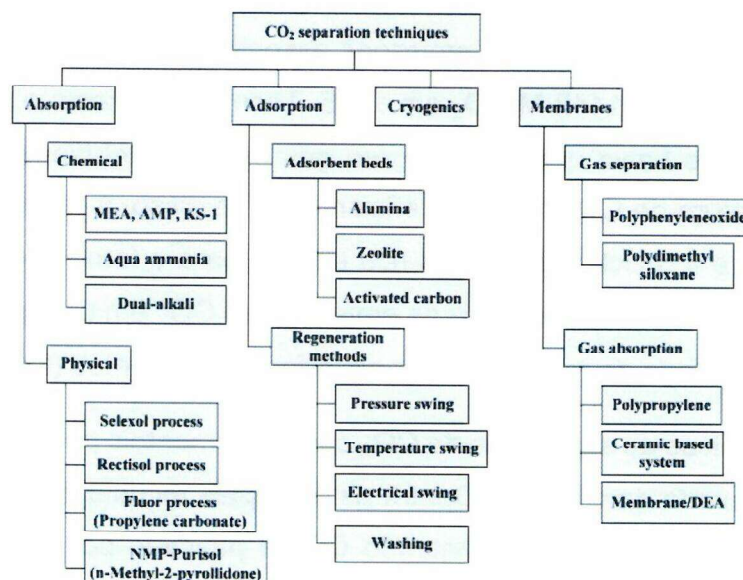 CO₂ separation techniques
Absorption
Adsorption
Cryogenics
Membranes
Chemical
MEA, AMP, KS-1
Aqua ammonia
Dual-alkali
Physical
Selexol process
Rectisol process
Fluor process
(Propylene carbonate)
NMP-Purisol
(n-Methyl-2-pyrollidone)
Adsorbent beds
Alumina
Zeolite
Activated carbon
Regeneration
methods
Pressure swing
Temperature swing
Electrical swing
Washing
Gas separation
Polyphenyleneoxide
Polydimethyl
siloxane
Gas absorption
Polypropylene
Ceramic based
system
Membrane/DEA